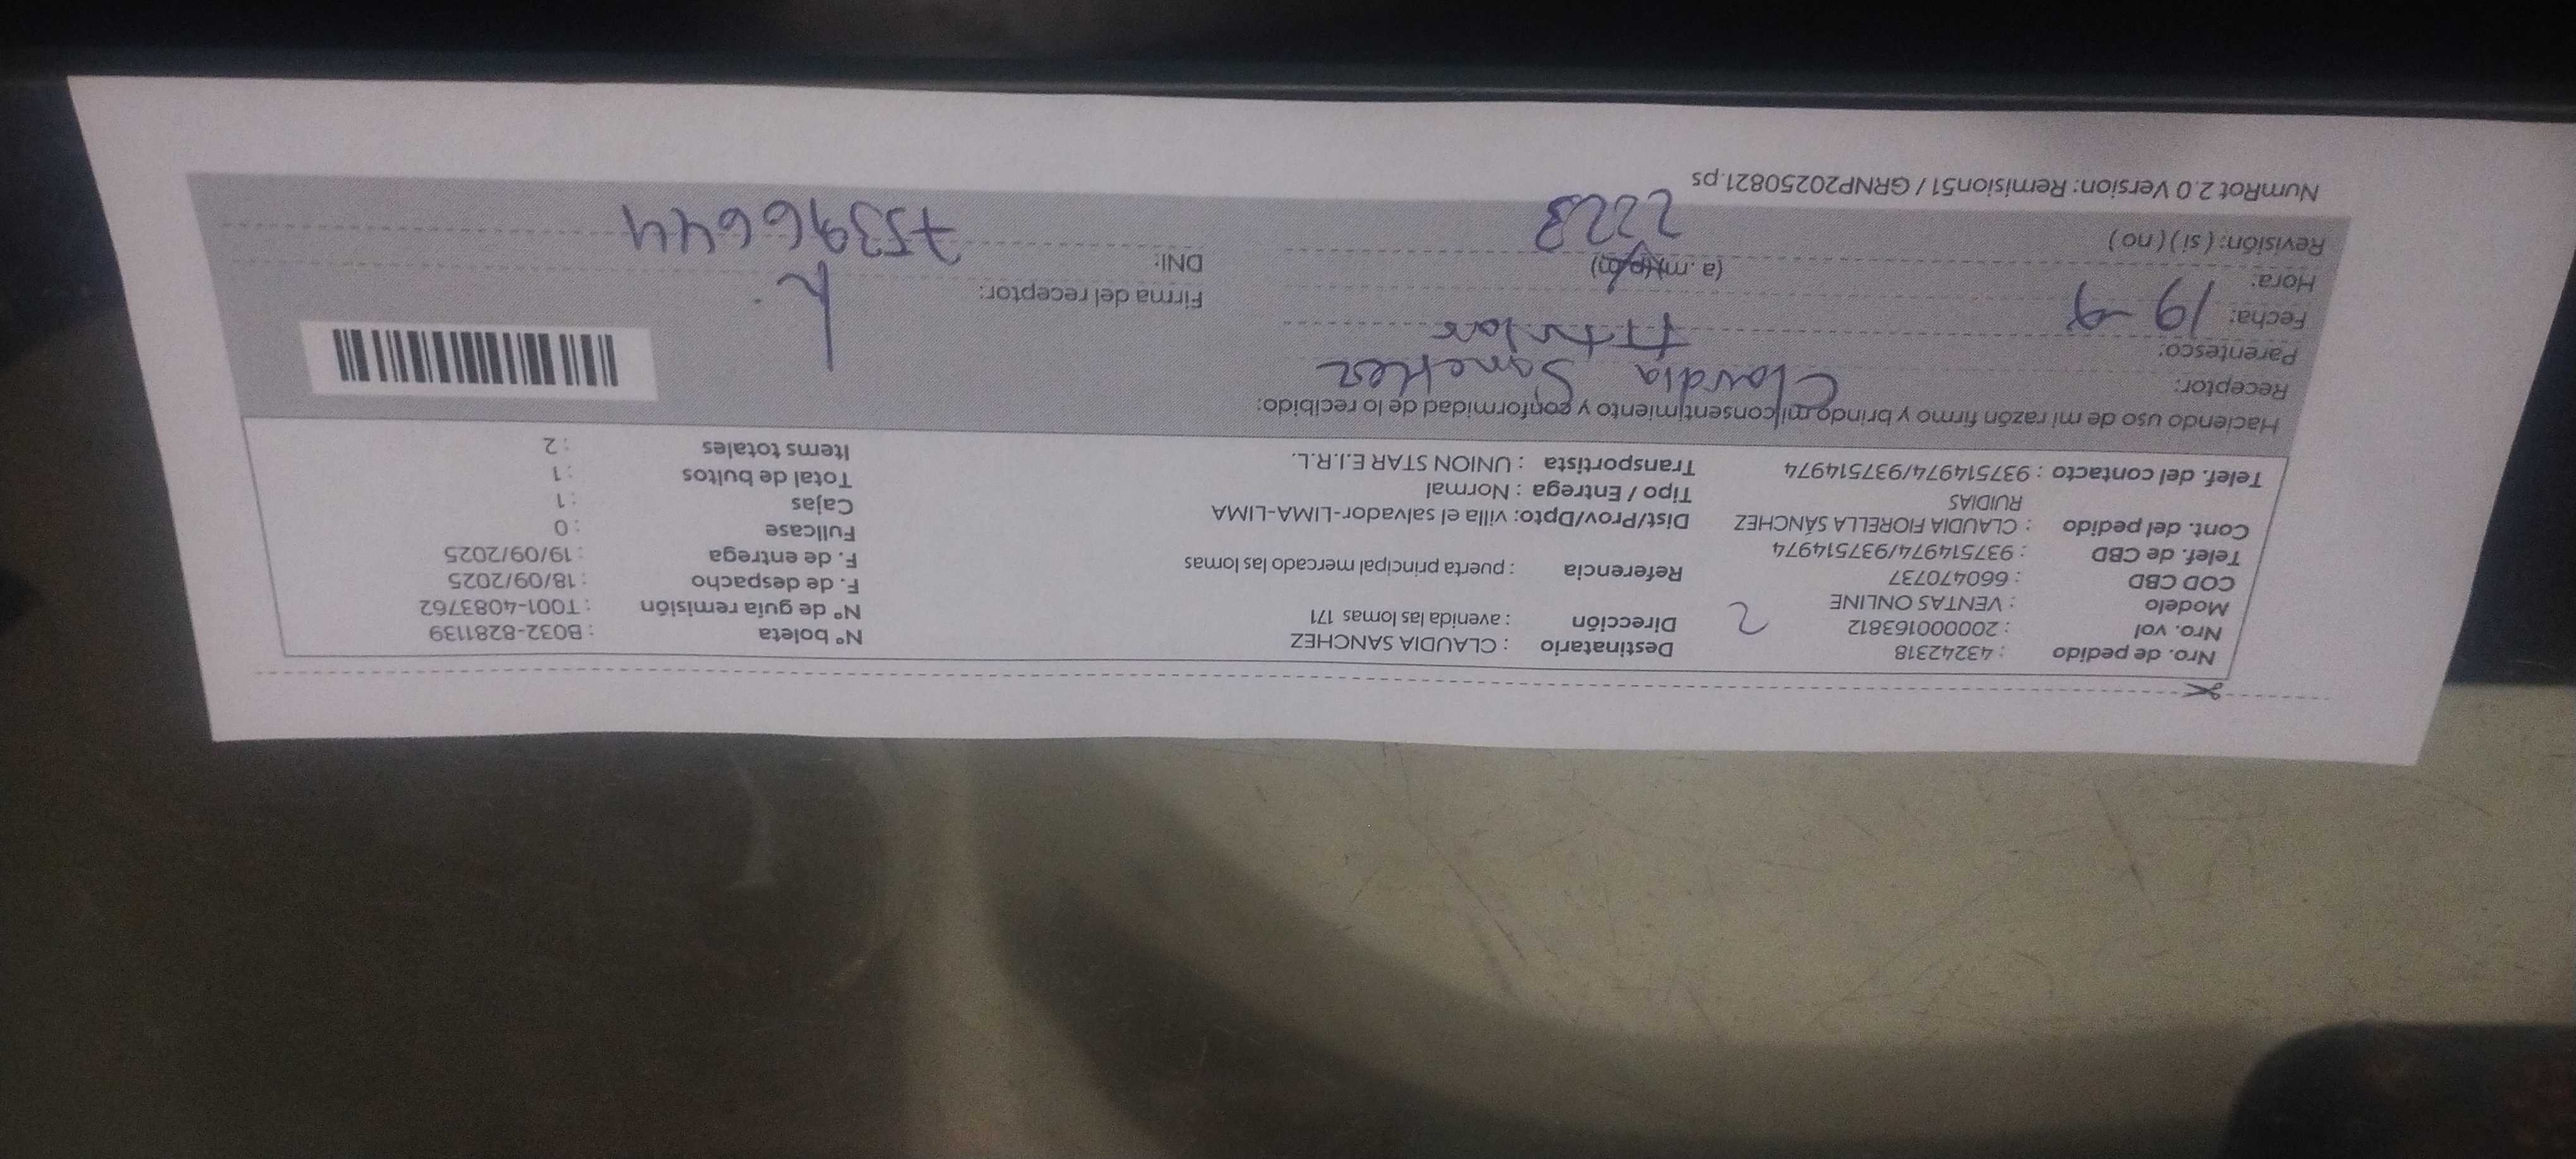 Nro. de pedido : 43242318
Nro. vol : 200000163812
Modelo : VENTAS ONLINE
COD CBD : 660470737
Telef. de CBD : 937514974/937514974
Cont. del pedido : CLAUDIA FIORELLA SÁNCHEZ
RUIDIAS
Telef. del contacto : 937514974/937514974
2
Destinatario : CLAUDIA SANCHEZ
Dirección : avenida las lomas 171
Referencia : puerta principal mercado las lomas
Dist/Prov/Dpto: villa el salvador-LIMA-LIMA
Tipo / Entrega : Normal
Transportista : UNION STAR E.I.R.L.
Nº boleta : B032-8281139
Nº de guía remisión : T001-4083762
F. de despacho : 18/09/2025
F. de entrega : 19/09/2025
Fullcase : 0
Cajas : 1
Total de bultos : 1
Items totales : 2
Haciendo uso de mi razón firmo y brindo mi consentimiento y conformidad de lo recibido:
Receptor: Claudia Sanchez
Parentesco: titular
Fecha: 19-9
Hora: (a.m) (p.m)
Revisión: ( si ) ( no ) 2223
Firma del receptor:
DNI: 75396644
NumRot 2.0 Version: Remision51 / GRNP20250821.ps